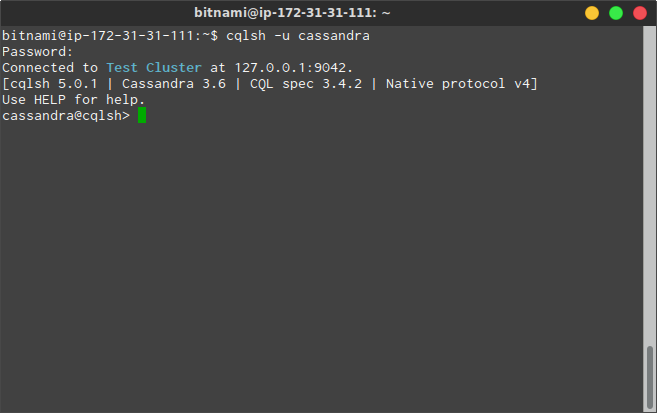 bitnami@ip-172-31-31-111: ~
bitnami@ip-172-31-31-111:~$ cqlsh -u cassandra
Password:
Connected to Test Cluster at 127.0.0.1:9042.
[cqlsh 5.0.1 | Cassandra 3.6 | CQL spec 3.4.2 | Native protocol v4]
Use HELP for help.
cassandra@cqlsh>